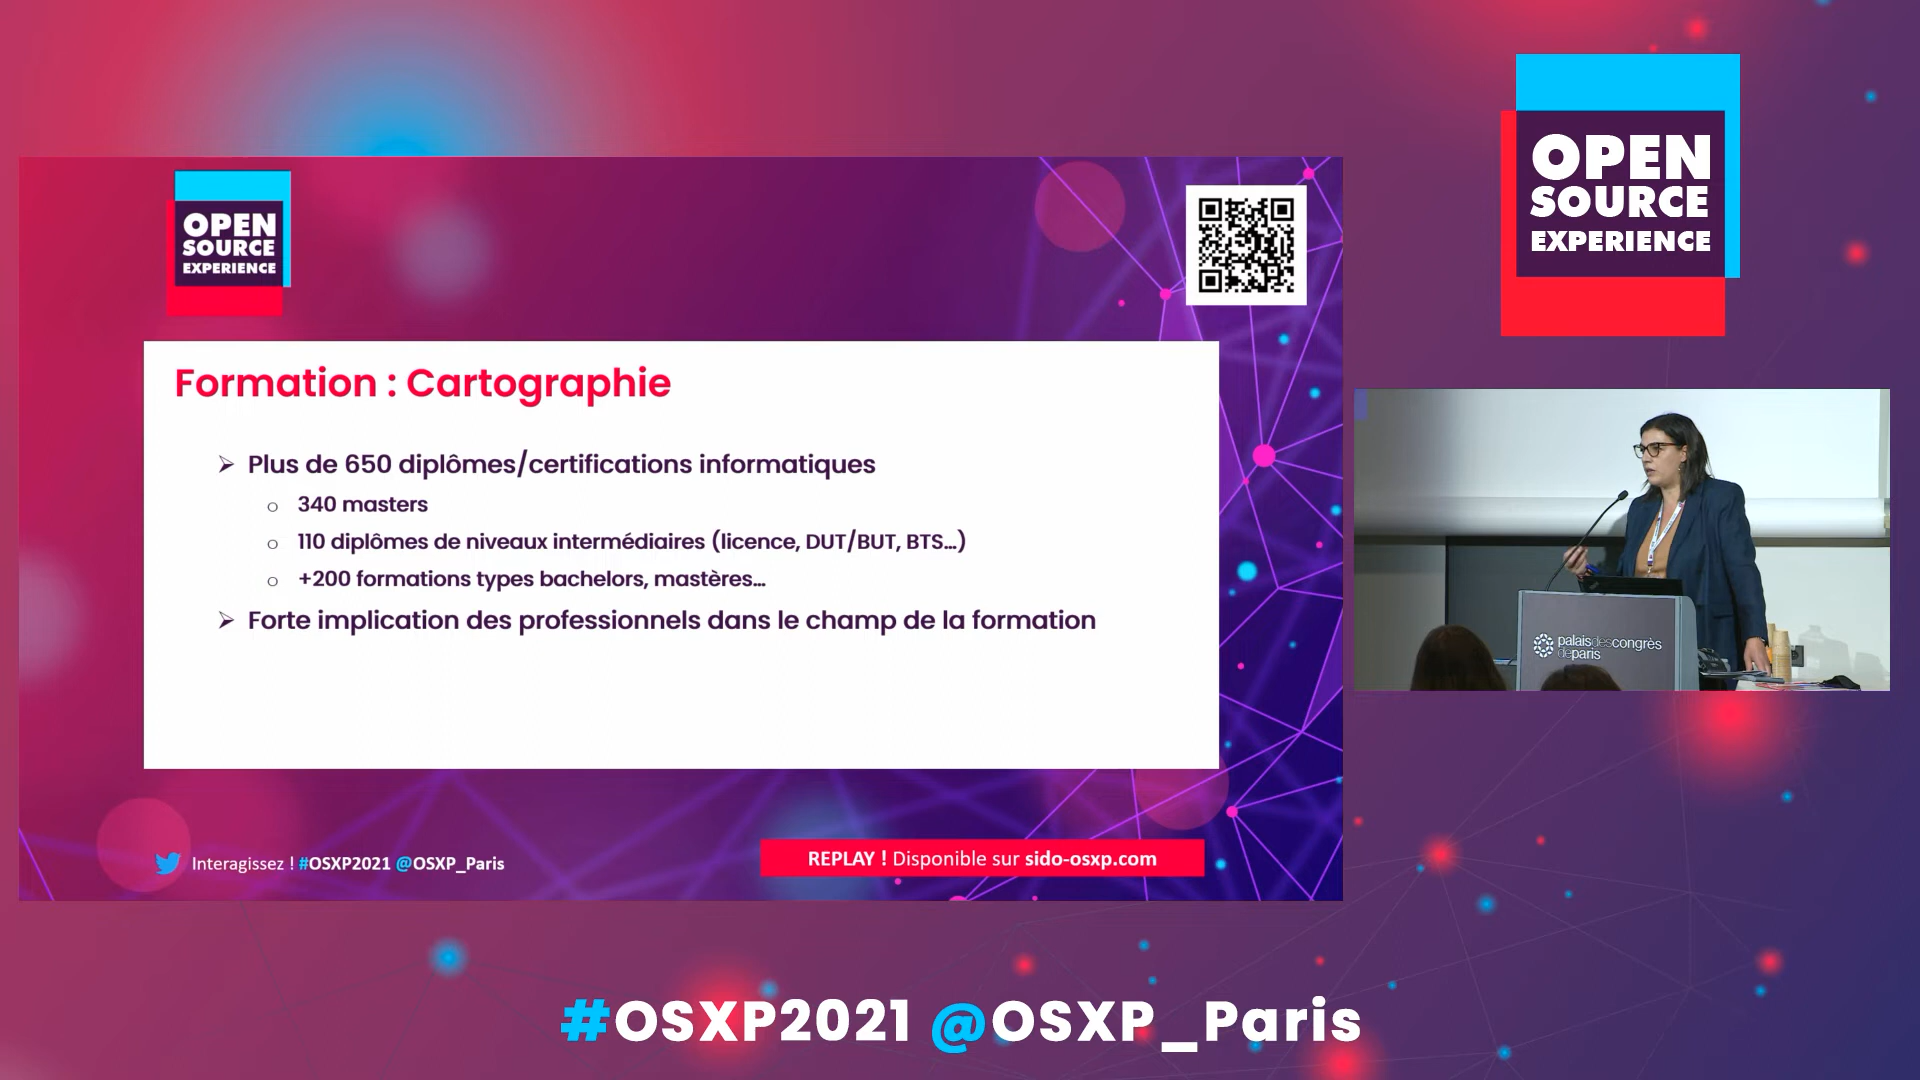 OPEN
SOURCE
EXPERIENCE
Formation : Cartographie
Plus de 650 diplômes/certifications informatiques
340 masters
110 diplômes de niveaux intermédiaires (licence, DUT/BUT, BTS...)
+200 formations types bachelors, mastères...
Forte implication des professionnels dans le champ de la formation
Interagissez ! #OSXP2021 @OSXP_Paris
REPLAY ! Disponible sur sido-osxp.com
OPEN
SOURCE
EXPERIENCE
palaisdescongrès
deparis
#OSXP2021 @OSXP_Paris